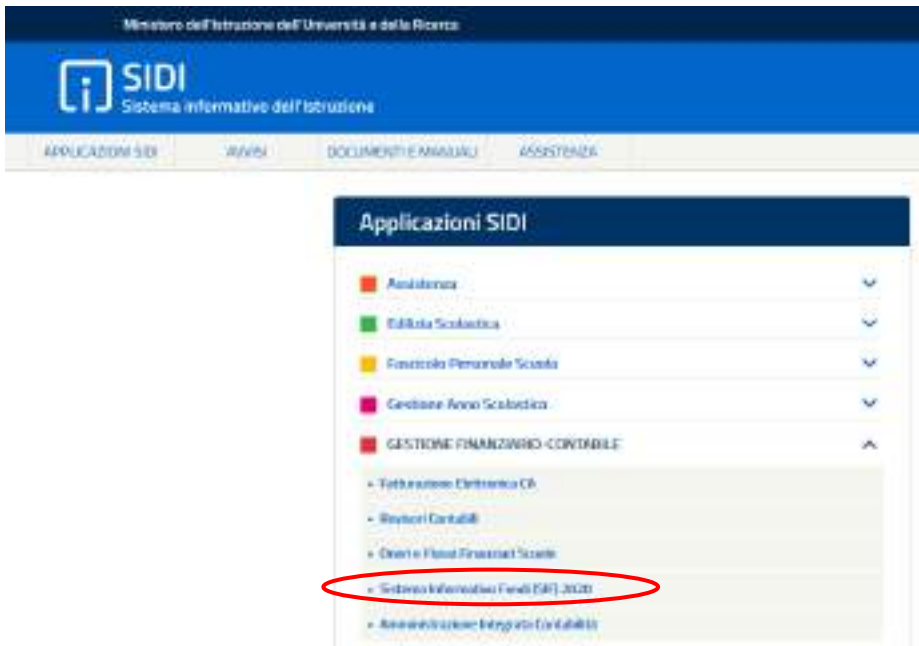 Ministero dell'Istruzione dell'Università e della Ricerca
SIDI
Sistema informativo dell'Istruzione
APPLICAZIONI SIDI AVVISI DOCUMENTI E MANUALI ASSISTENZA
Applicazioni SIDI
Assistenza
Edilizia Scolastica
Fascicolo Personale Scuola
Gestione Anno Scolastico
GESTIONE FINANZIARIO-CONTABILE
Fatturazione Elettronica CA
Revisori Contabili
Oneri e Flussi Finanziari Scuole
Sistema Informativo Fondi (SIF) 2020
Amministrazione Integrata Contabilità